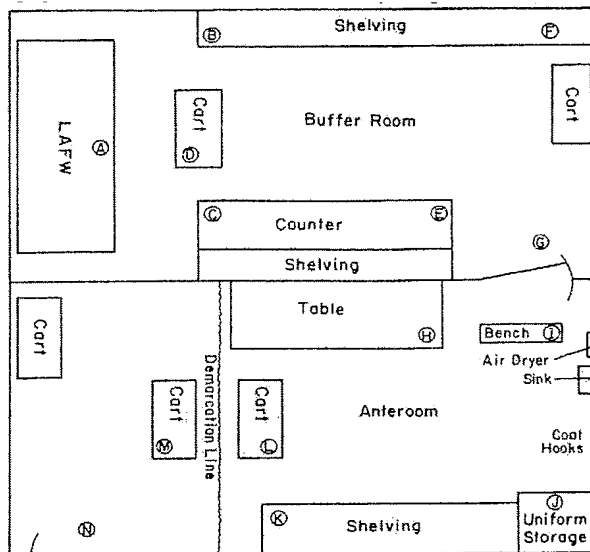 Shelving
B
F
LAFW
A
Cart
D
Buffer Room
Cart
C
Counter
E
Shelving
G
Cart
Table
H
Bench
I
Air Dryer
Sink
Demarcation Line
Cart
M
Cart
L
Anteroom
Coat
Hooks
N
K
Shelving
J
Uniform
Storage